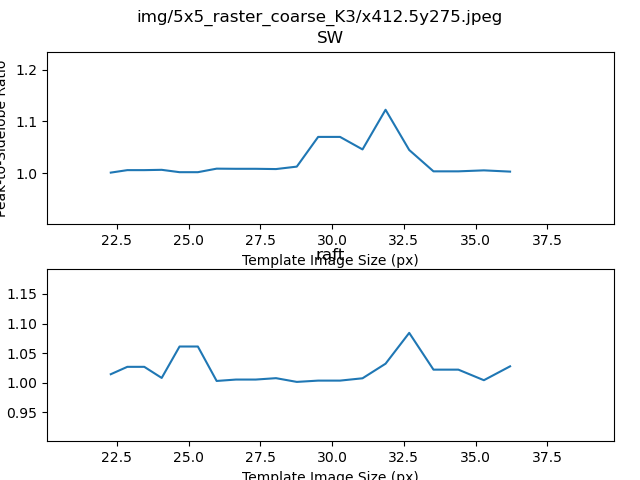 img/5x5_raster_coarse_K3/x412.5y275.jpeg
SW
Peak-to-Sidelobe Ratio
1.2
1.1
1.0
22.5 25.0 27.5 30.0 32.5 35.0 37.5
Template Image Size (px)
raft
1.15
1.10
1.05
1.00
0.95
22.5 25.0 27.5 30.0 32.5 35.0 37.5
Template Image Size (px)